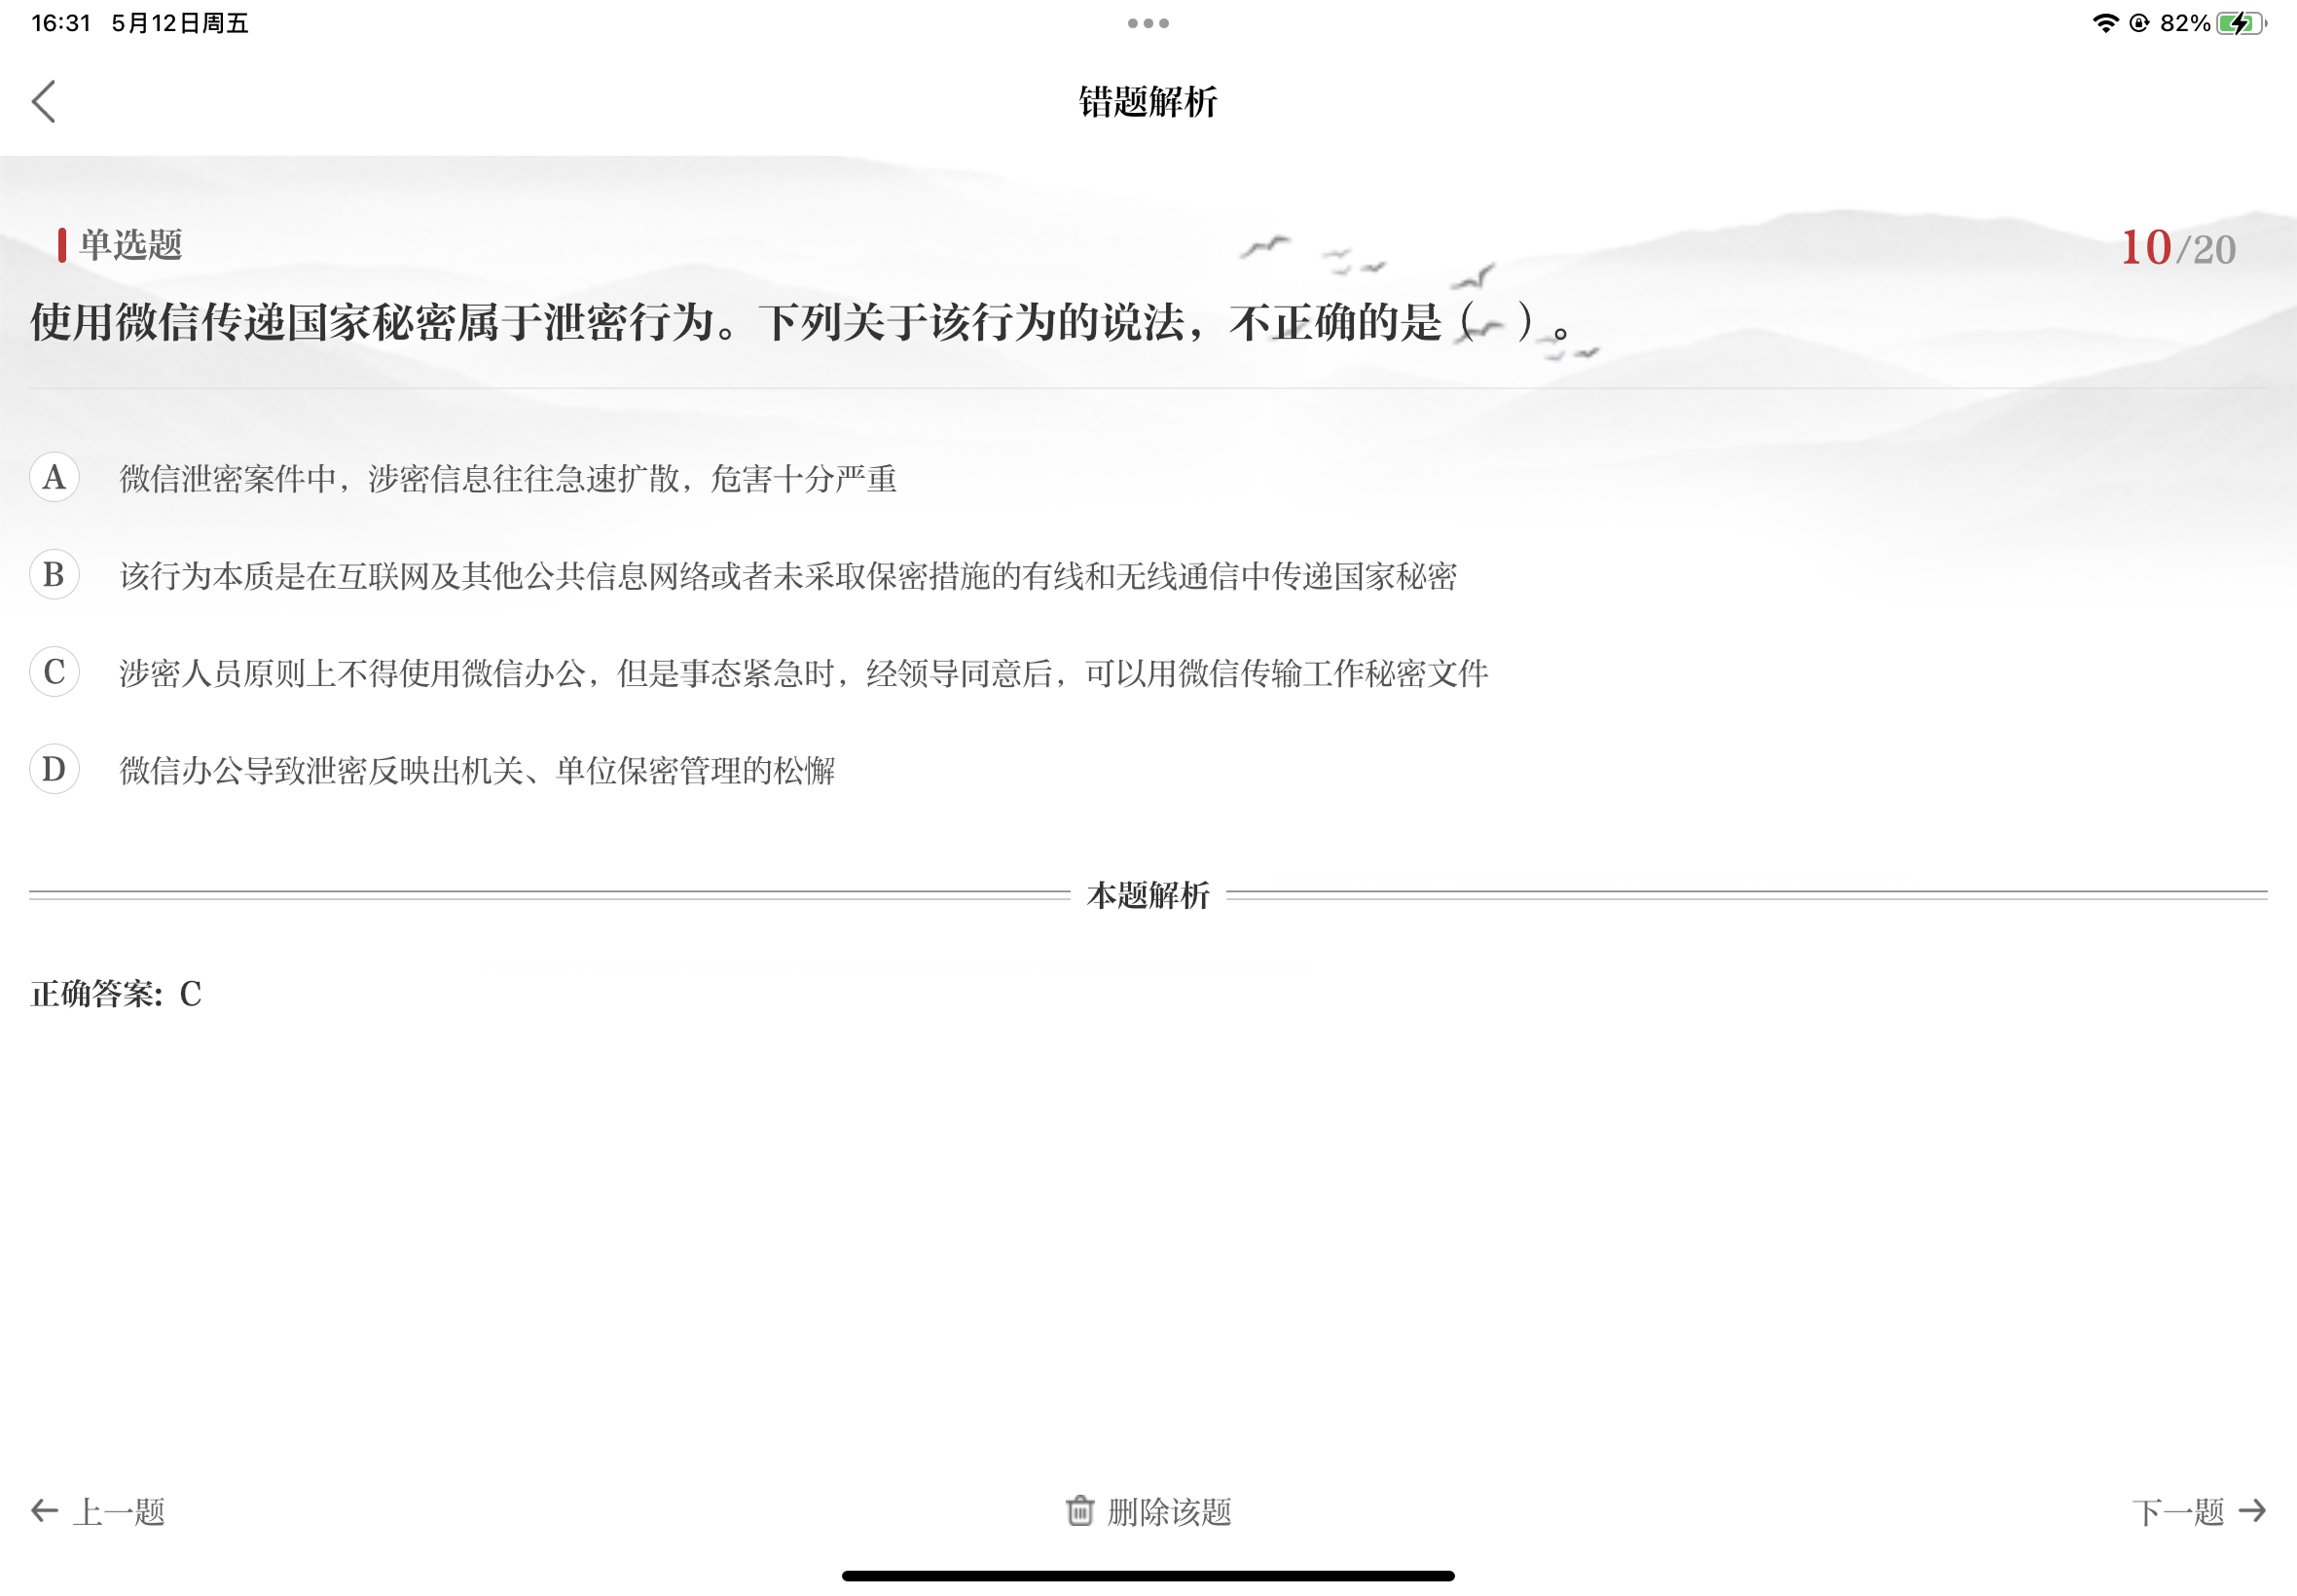 16:31 5月12日周五
82%
错题解析
单选题
10/20
使用微信传递国家秘密属于泄密行为。下列关于该行为的说法，不正确的是（ ）。
A 微信泄密案件中，涉密信息往往急速扩散，危害十分严重
B 该行为本质是在互联网及其他公共信息网络或者未采取保密措施的有线和无线通信中传递国家秘密
C 涉密人员原则上不得使用微信办公，但是事态紧急时，经领导同意后，可以用微信传输工作秘密文件
D 微信办公导致泄密反映出机关、单位保密管理的松懈
本题解析
正确答案: C
上一题
删除该题
下一题